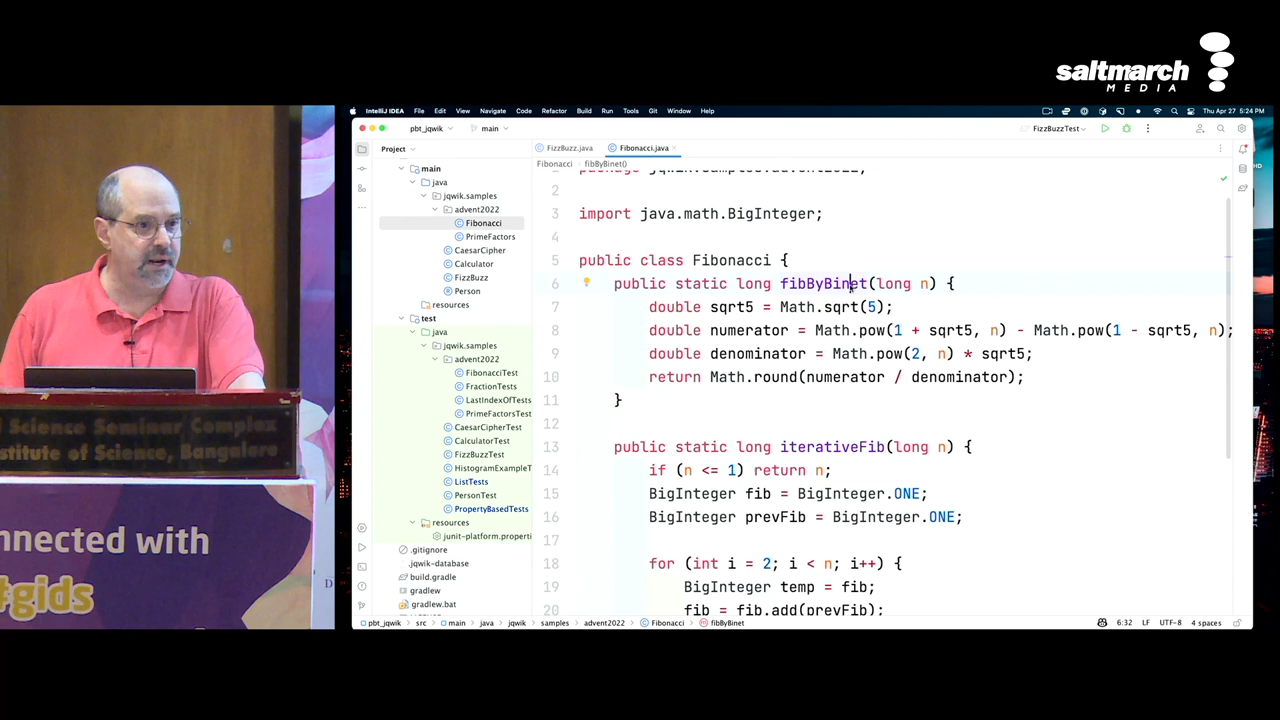 saltmarch
MEDIA
IntelliJ IDEA File Edit View Navigate Code Refactor Build Run Tools Git Window Help
Thu Apr 27 5:24 PM
pbt_jqwik main
FizzBuzzTest
Project
FizzBuzz.java Fibonacci.java
Fibonacci fibByBinet()
main
java
jqwik.samples
advent2022
Fibonacci
PrimeFactors
CaesarCipher
Calculator
FizzBuzz
Person
resources
test
java
jqwik.samples
advent2022
FibonacciTest
FractionTests
LastIndexOfTests
PrimeFactorsTest
CaesarCipherTest
CalculatorTest
FizzBuzzTest
HistogramExampleT
ListTests
PersonTest
PropertyBasedTests
resources
junit-platform.properti
.gitignore
.jqwik-database
build.gradle
gradlew
gradlew.bat
2
3 import java.math.BigInteger;
4
5 public class Fibonacci {
6 public static long fibByBinet(long n) {
7 double sqrt5 = Math.sqrt(5);
8 double numerator = Math.pow(1 + sqrt5, n) - Math.pow(1 - sqrt5, n);
9 double denominator = Math.pow(2, n) * sqrt5;
10 return Math.round(numerator / denominator);
11 }
12
13 public static long iterativeFib(long n) {
14 if (n <= 1) return n;
15 BigInteger fib = BigInteger.ONE;
16 BigInteger prevFib = BigInteger.ONE;
17
18 for (int i = 2; i < n; i++) {
19 BigInteger temp = fib;
20 fib = fib.add(prevFib);
pbt_jqwik src main java jqwik samples advent2022 Fibonacci fibByBinet
6:32 LF UTF-8 4 spaces
Science Seminar Complex
stitute of Science, Bangalore
nnected with
#gids